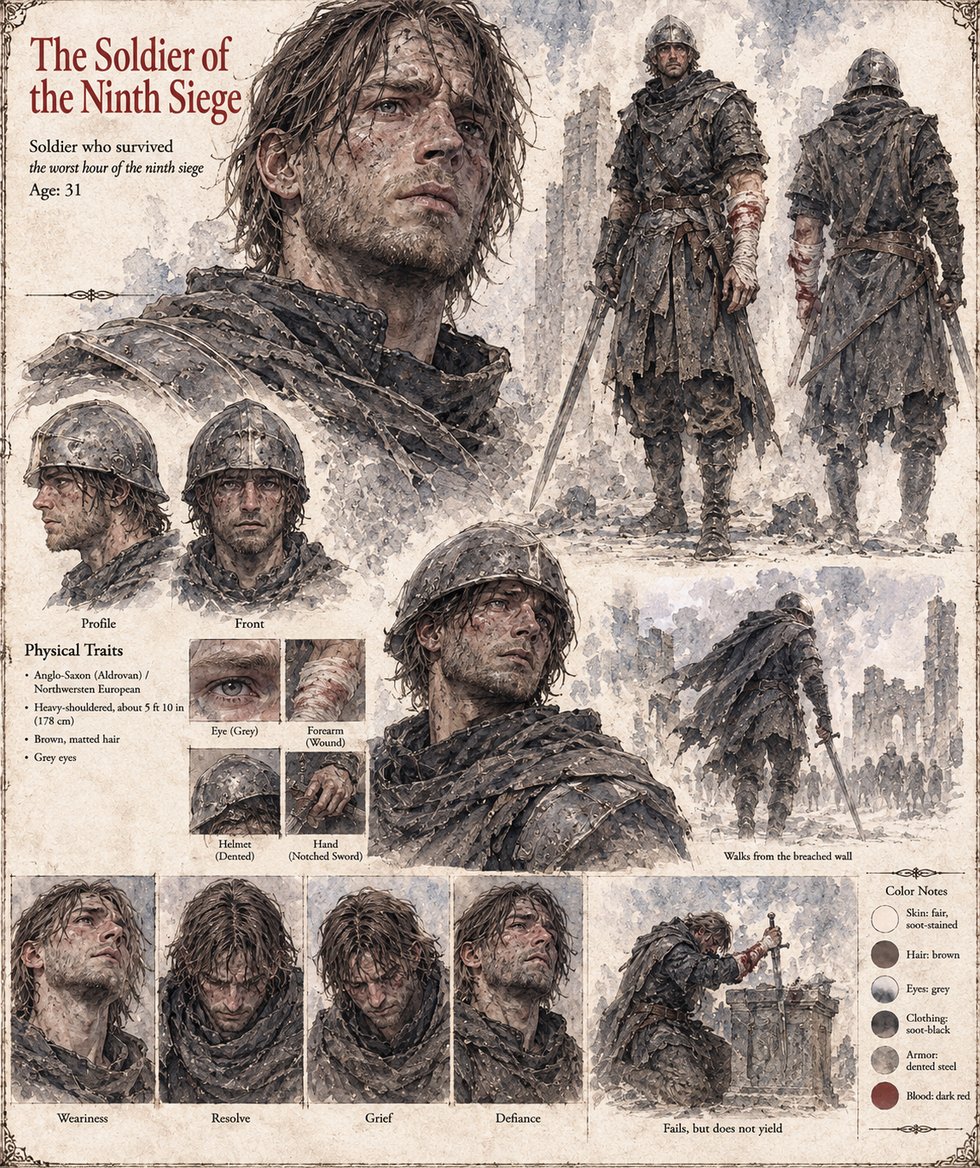 The Soldier of
the Ninth Siege
Soldier who survived
the worst hour of the ninth siege
Age: 31
Profile
Front
Physical Traits
• Anglo-Saxon (Aldrovan) /
Northwersten European
• Heavy-shouldered, about 5 ft 10 in
(178 cm)
• Brown, matted hair
• Grey eyes
Eye (Grey)
Forearm
(Wound)
Helmet
(Dented)
Hand
(Notched Sword)
Walks from the breached wall
Weariness
Resolve
Grief
Defiance
Fails, but does not yield
Color Notes
Skin: fair,
soot-stained
Hair: brown
Eyes: grey
Clothing:
soot-black
Armor:
dented steel
Blood: dark red